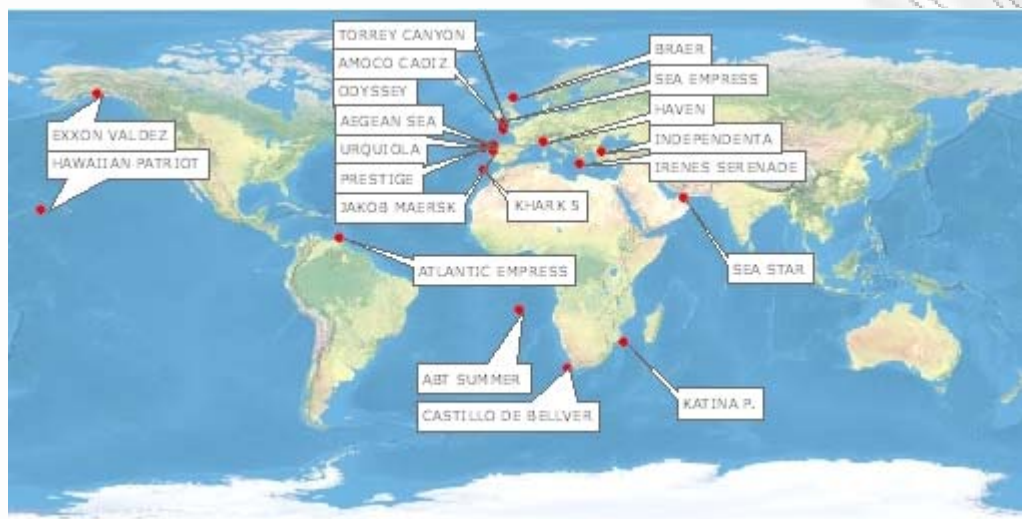 TORREY CANYON
AMOCO CADIZ
ODYSSEY
AEGEAN SEA
URQUIOLA
PRESTIGE
JAKOB MAERSK
KHARK 5
BRAER
SEA EMPRESS
HAVEN
INDEPENDENTA
IRENES SERENADE
EXXON VALDEZ
HAWAIIAN PATRIOT
ATLANTIC EMPRESS
SEA STAR
ABT SUMMER
CASTILLO DE BELLVER
KATINA P.